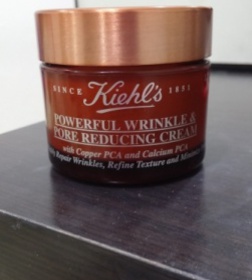 SINCE Kiehl's 1851
POWERFUL WRINKLE &
PORE REDUCING CREAM
with Copper PCA and Calcium PCA
Repair Wrinkles, Refine Texture and